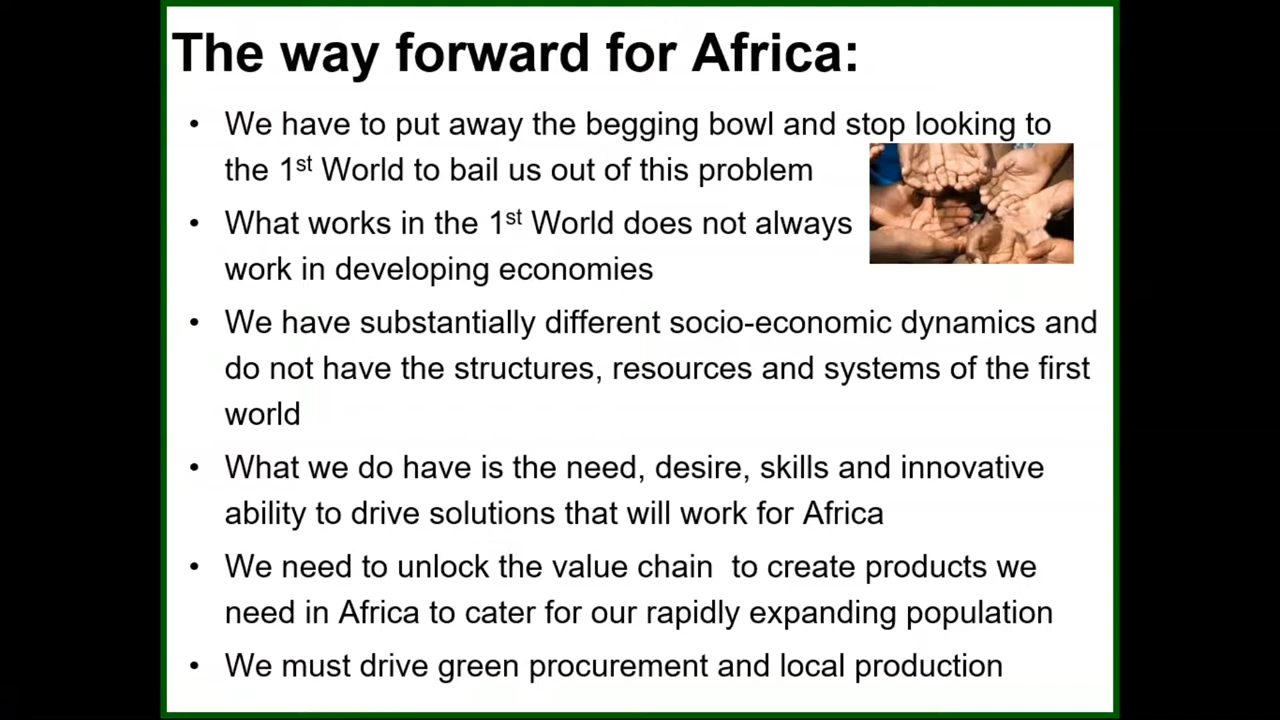 The way forward for Africa:
• We have to put away the begging bowl and stop looking to
the 1st World to bail us out of this problem
• What works in the 1st World does not always
work in developing economies
• We have substantially different socio-economic dynamics and
do not have the structures, resources and systems of the first
world
• What we do have is the need, desire, skills and innovative
ability to drive solutions that will work for Africa
• We need to unlock the value chain  to create products we
need in Africa to cater for our rapidly expanding population
• We must drive green procurement and local production